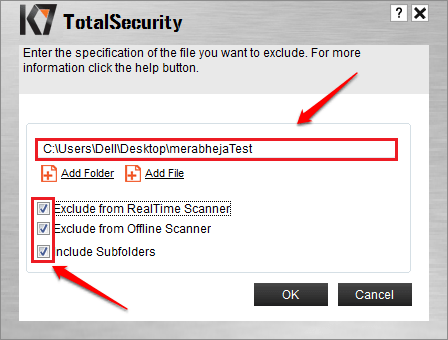 K7 TotalSecurity ? X
Enter the specification of the file you want to exclude. For more
information click the help button.
C:\Users\Dell\Desktop\merabhejaTest
Add Folder Add File
Exclude from RealTime Scanner
Exclude from Offline Scanner
Include Subfolders
OK Cancel